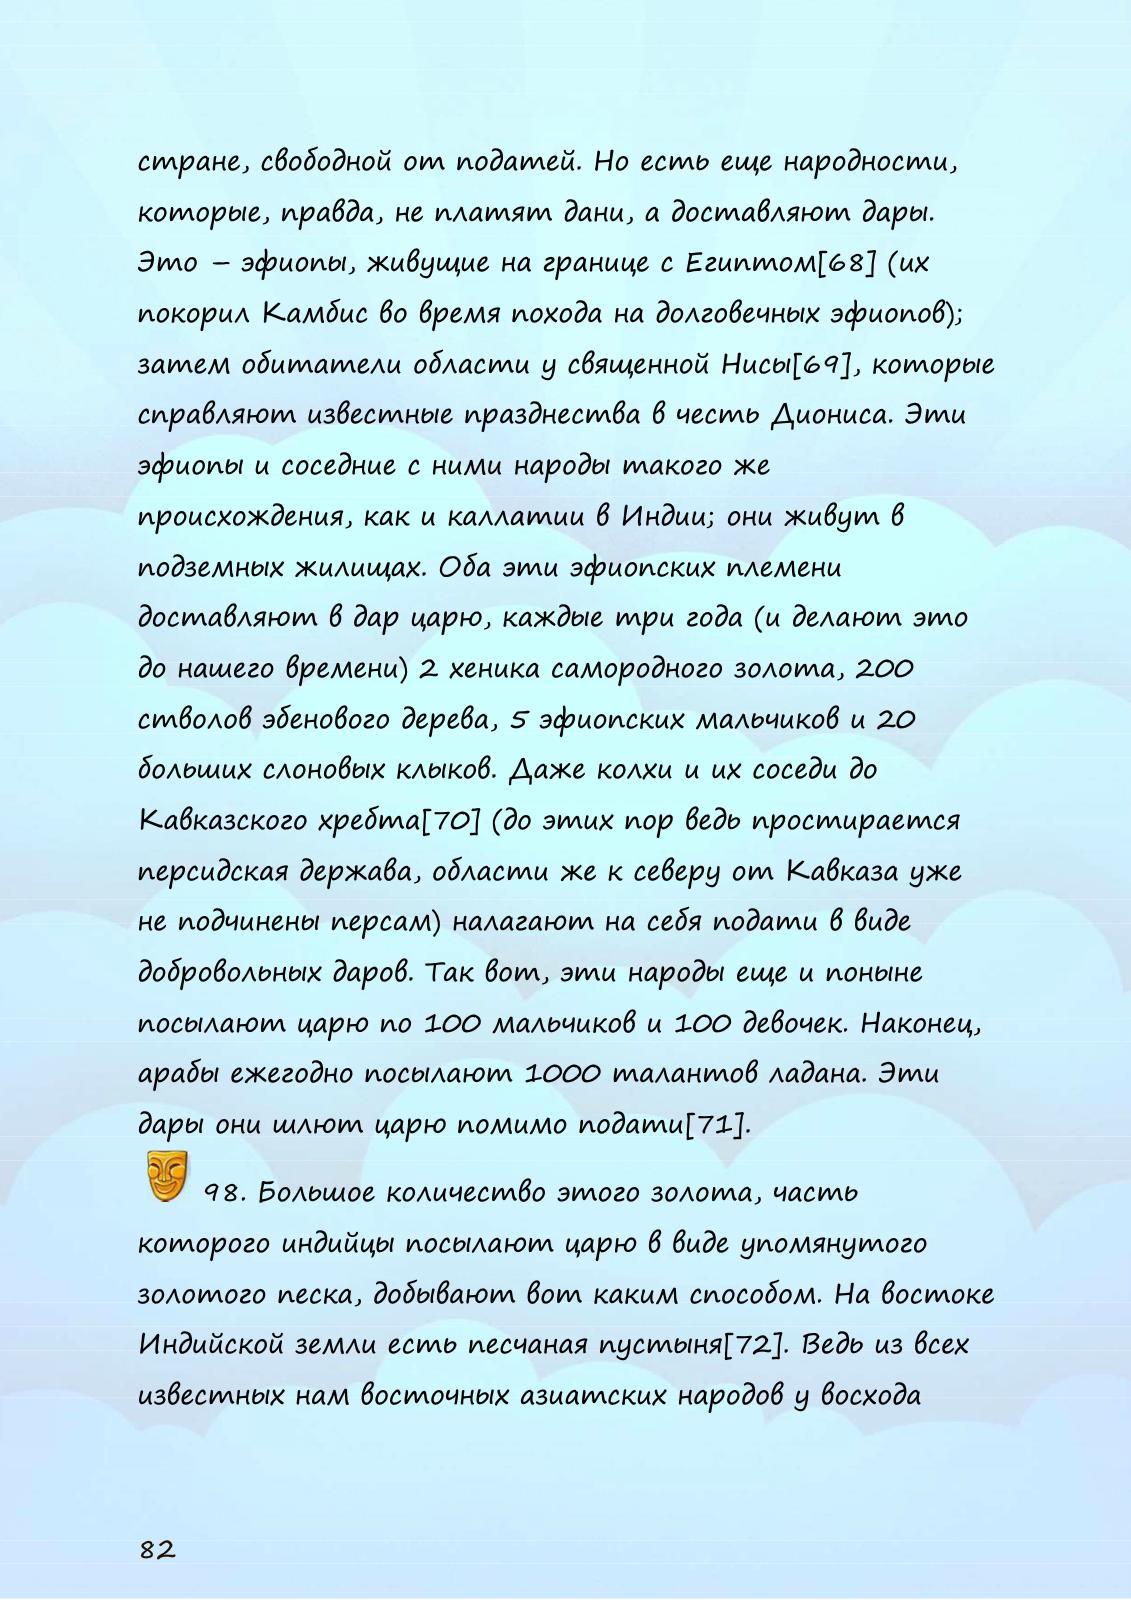 стране, свободной от податей. Но есть еще народности,
которые, правда, не платят дани, а доставляют дары.
Это – эфиопы, живущие на границе с Египтом[68] (их
покорил Камбис во время похода на долговечных эфиопов);
затем обитатели области у священной Нисы[69], которые
справляют известные празднества в честь Диониса. Эти
эфиопы и соседние с ними народы такого же
происхождения, как и каллатии в Индии; они живут в
подземных жилищах. Оба эти эфиопских племени
доставляют в дар царю, каждые три года (и делают это
до нашего времени) 2 хеника самородного золота, 200
стволов эбенового дерева, 5 эфиопских мальчиков и 20
больших слоновых клыков. Даже колхи и их соседи до
Кавказского хребта[70] (до этих пор ведь простирается
персидская держава, области же к северу от Кавказа уже
не подчинены персам) налагают на себя подати в виде
добровольных даров. Так вот, эти народы еще и поныне
посылают царю по 100 мальчиков и 100 девочек. Наконец,
арабы ежегодно посылают 1000 талантов ладана. Эти
дары они шлют царю помимо подати[71].
98. Большое количество этого золота, часть
которого индийцы посылают царю в виде упомянутого
золотого песка, добывают вот каким способом. На востоке
Индийской земли есть песчаная пустыня[72]. Ведь из всех
известных нам восточных азиатских народов у восхода
82